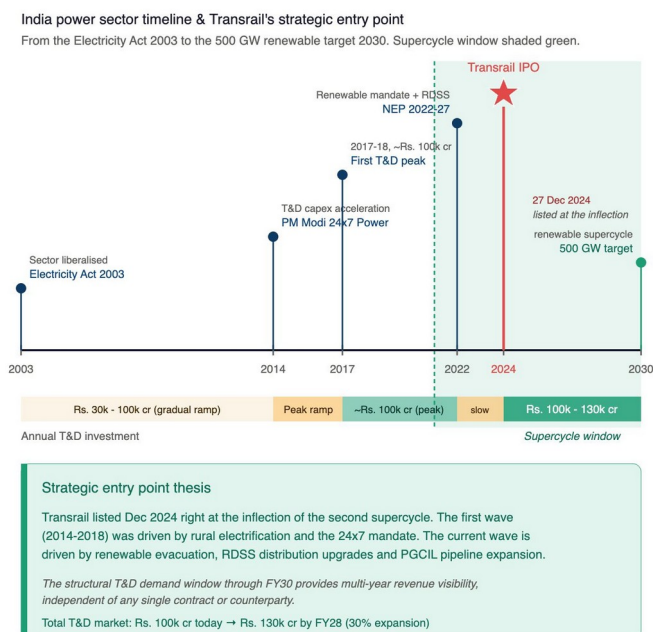 India power sector timeline & Transrail's strategic entry point
From the Electricity Act 2003 to the 500 GW renewable target 2030. Supercycle window shaded green.
Transrail IPO
Renewable mandate + RDSS
NEP 2022-27
2017-18, ~Rs. 100k cr
First T&D peak
T&D capex acceleration
PM Modi 24x7 Power
27 Dec 2024
listed at the inflection
renewable supercycle
500 GW target
Sector liberalised
Electricity Act 2003
2003 2014 2017 2022 2024 2030
Rs. 30k - 100k cr (gradual ramp) Peak ramp ~Rs. 100k cr (peak) slow Rs. 100k - 130k cr
Annual T&D investment Supercycle window
Strategic entry point thesis
Transrail listed Dec 2024 right at the inflection of the second supercycle. The first wave
(2014-2018) was driven by rural electrification and the 24x7 mandate. The current wave is
driven by renewable evacuation, RDSS distribution upgrades and PGCIL pipeline expansion.
The structural T&D demand window through FY30 provides multi-year revenue visibility,
independent of any single contract or counterparty.
Total T&D market: Rs. 100k cr today → Rs. 130k cr by FY28 (30% expansion)